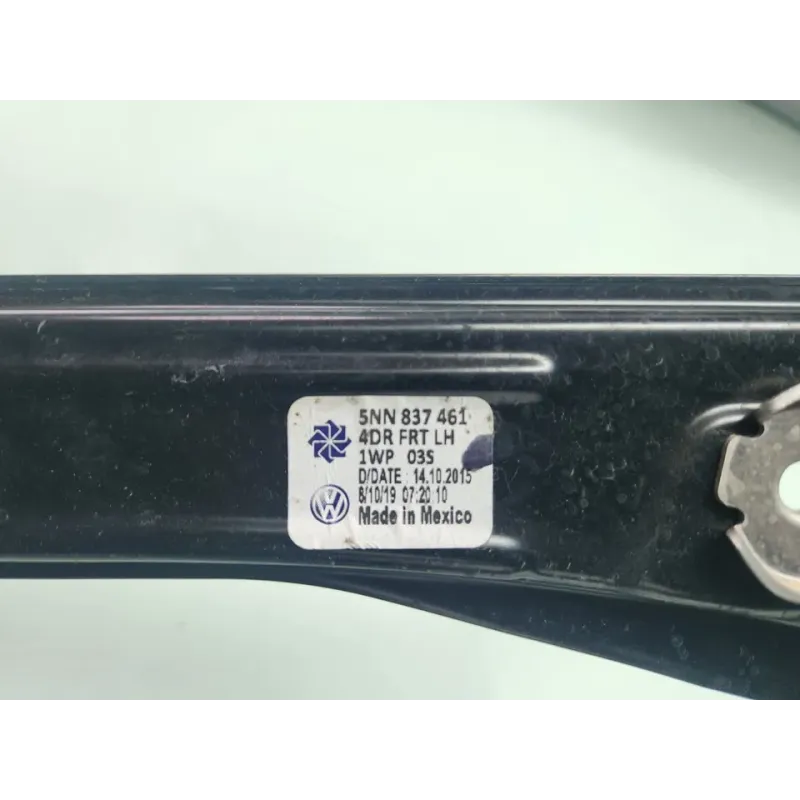 5NN 837 461
4DR FRT LH
1WP 03S
D/DATE : 14.10.2015
8/10/19 07:20:10
Made in Mexico